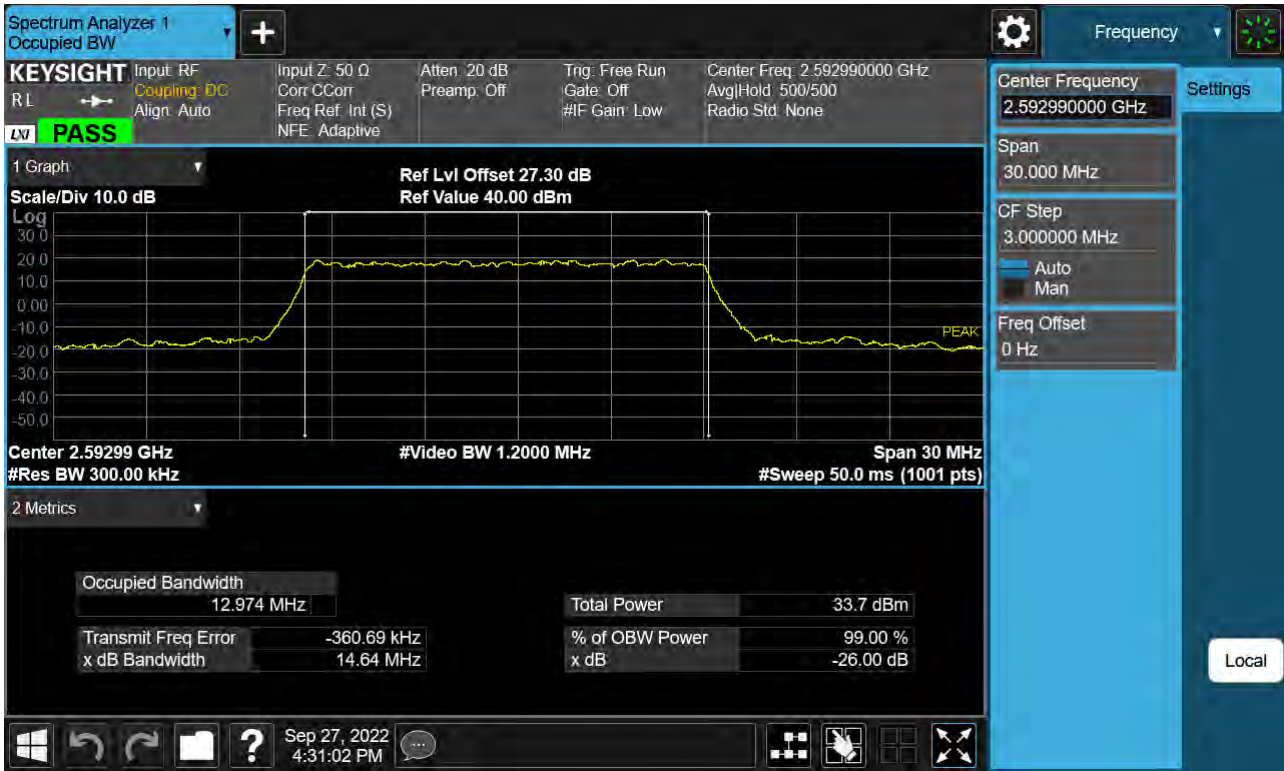 Spectrum Analyzer 1
Occupied BW
+
Frequency
KEYSIGHT
R L
LXI PASS
Input: RF
Coupling: DC
Align: Auto
Input Z: 50 Ω
Corr CCorr
Freq Ref: Int (S)
NFE: Adaptive
Atten: 20 dB
Preamp: Off
Trig: Free Run
Gate: Off
#IF Gain: Low
Center Freq: 2.592990000 GHz
Avg|Hold: 500/500
Radio Std: None
1 Graph
Scale/Div 10.0 dB
Ref Lvl Offset 27.30 dB
Ref Value 40.00 dBm
Log
30.0
20.0
10.0
0.00
-10.0
-20.0
-30.0
-40.0
-50.0
PEAK
Center 2.59299 GHz
#Res BW 300.00 kHz
#Video BW 1.2000 MHz
Span 30 MHz
#Sweep 50.0 ms (1001 pts)
2 Metrics
Occupied Bandwidth
12.974 MHz
Transmit Freq Error -360.69 kHz
x dB Bandwidth 14.64 MHz
Total Power 33.7 dBm
% of OBW Power 99.00 %
x dB -26.00 dB
Center Frequency
2.592990000 GHz
Span
30.000 MHz
CF Step
3.000000 MHz
Auto
Man
Freq Offset
0 Hz
Settings
Local
?
Sep 27, 2022
4:31:02 PM